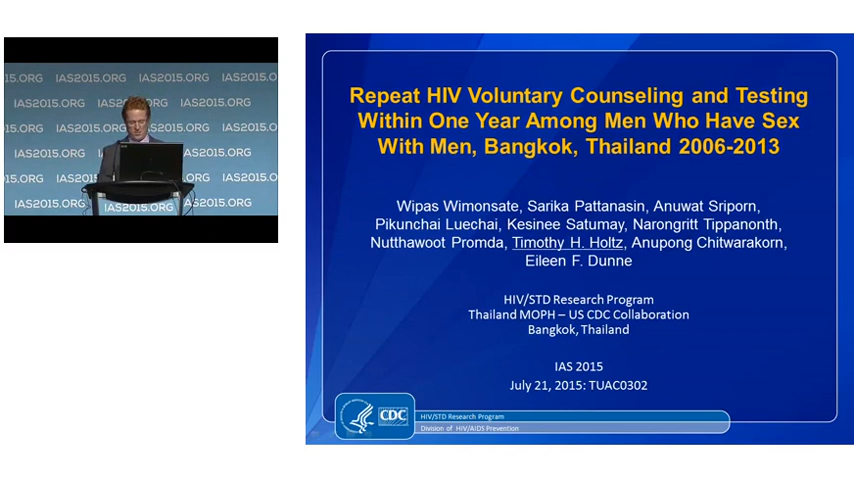 IAS2015.ORG IAS2015.ORG IAS2015.ORG
IAS2015.ORG IAS2015.ORG
IAS2015.ORG
IAS2015.ORG
IAS2015.ORG
Repeat HIV Voluntary Counseling and Testing
Within One Year Among Men Who Have Sex
With Men, Bangkok, Thailand 2006-2013
Wipas Wimonsate, Sarika Pattanasin, Anuwat Sriporn,
Pikunchai Luechai, Kesinee Satumay, Narongritt Tippanonth,
Nutthawoot Promda, Timothy H. Holtz, Anupong Chitwarakorn,
Eileen F. Dunne
HIV/STD Research Program
Thailand MOPH – US CDC Collaboration
Bangkok, Thailand
IAS 2015
July 21, 2015: TUAC0302
CDC
HIV/STD Research Program
Division of HIV/AIDS Prevention